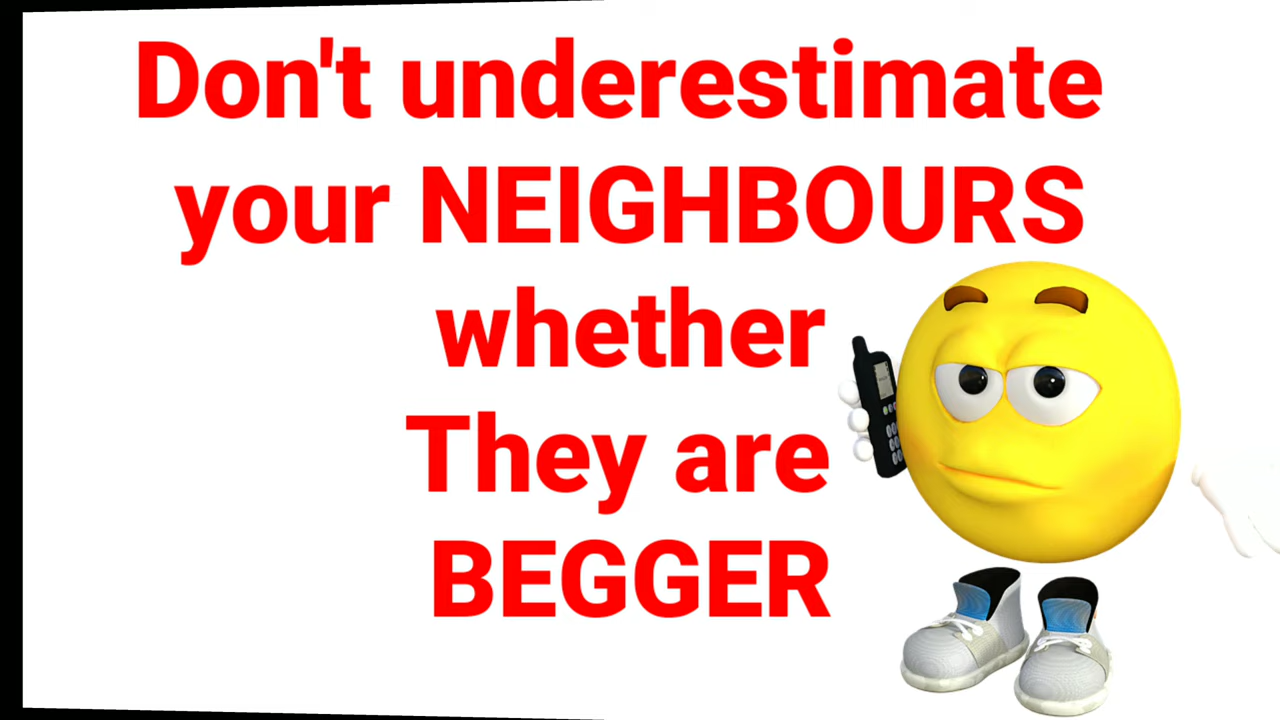 Don't underestimate
your NEIGHBOURS
whether
They are
BEGGER